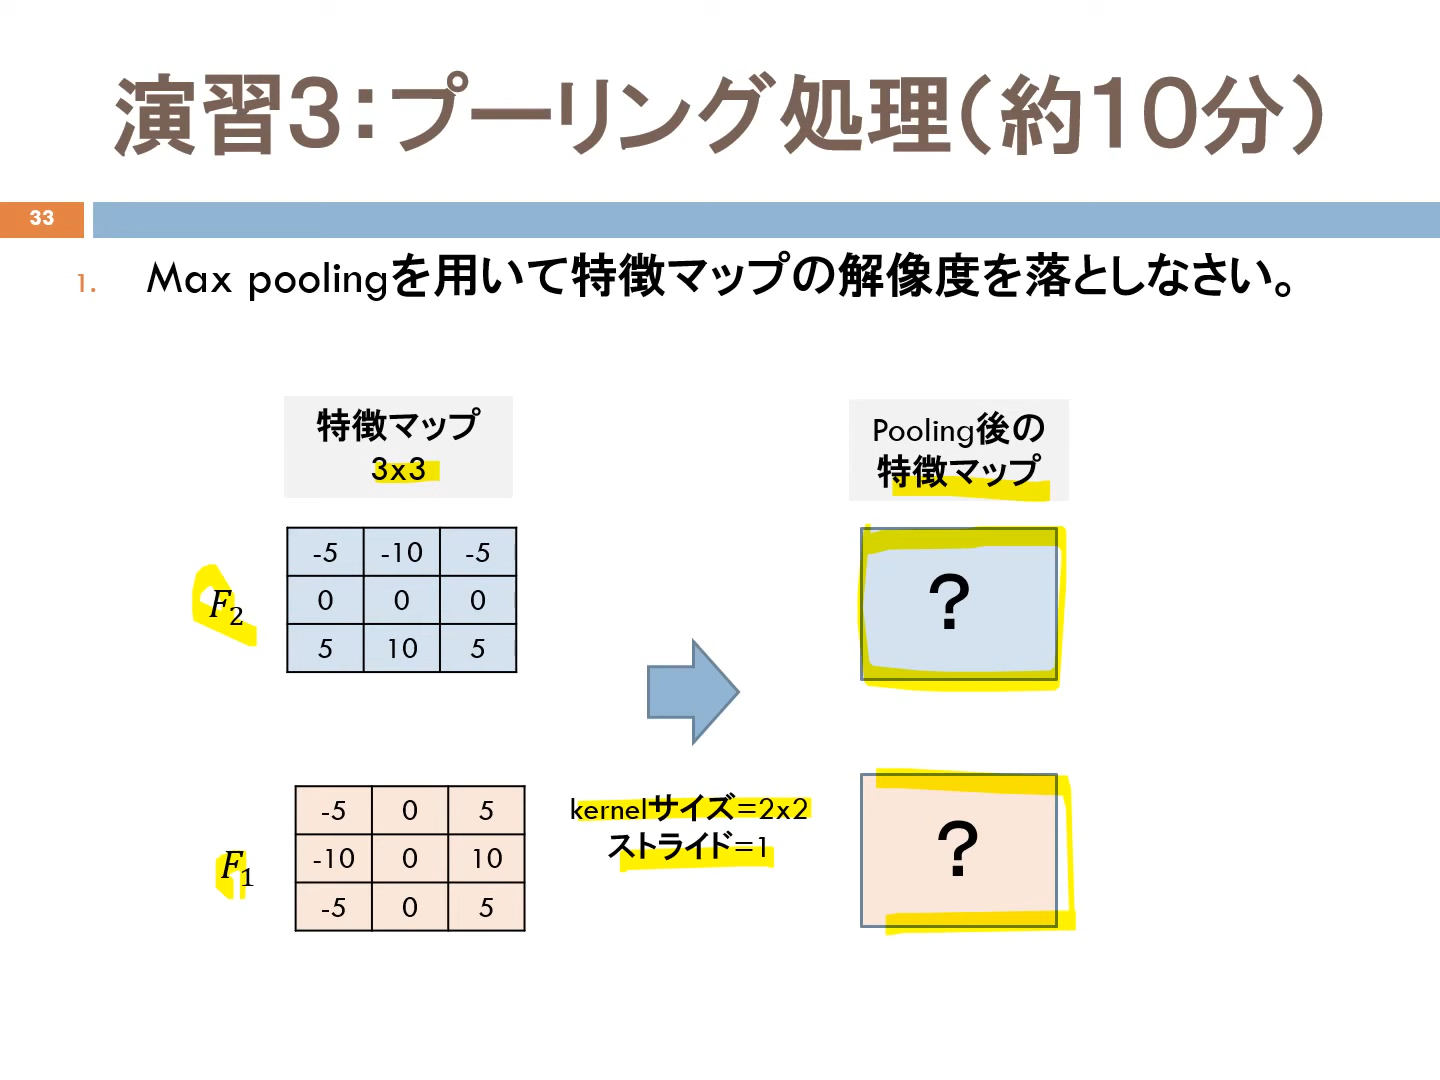 演習3:プーリング処理(約10分)
33
1. Max poolingを用いて特徴マップの解像度を落としなさい。
特徴マップ
3x3
Pooling後の
特徴マップ
F₂
-5 -10 -5
0 0 0
5 10 5
?
F₁
-5 0 5
-10 0 10
-5 0 5
kernelサイズ=2x2
ストライド=1
?